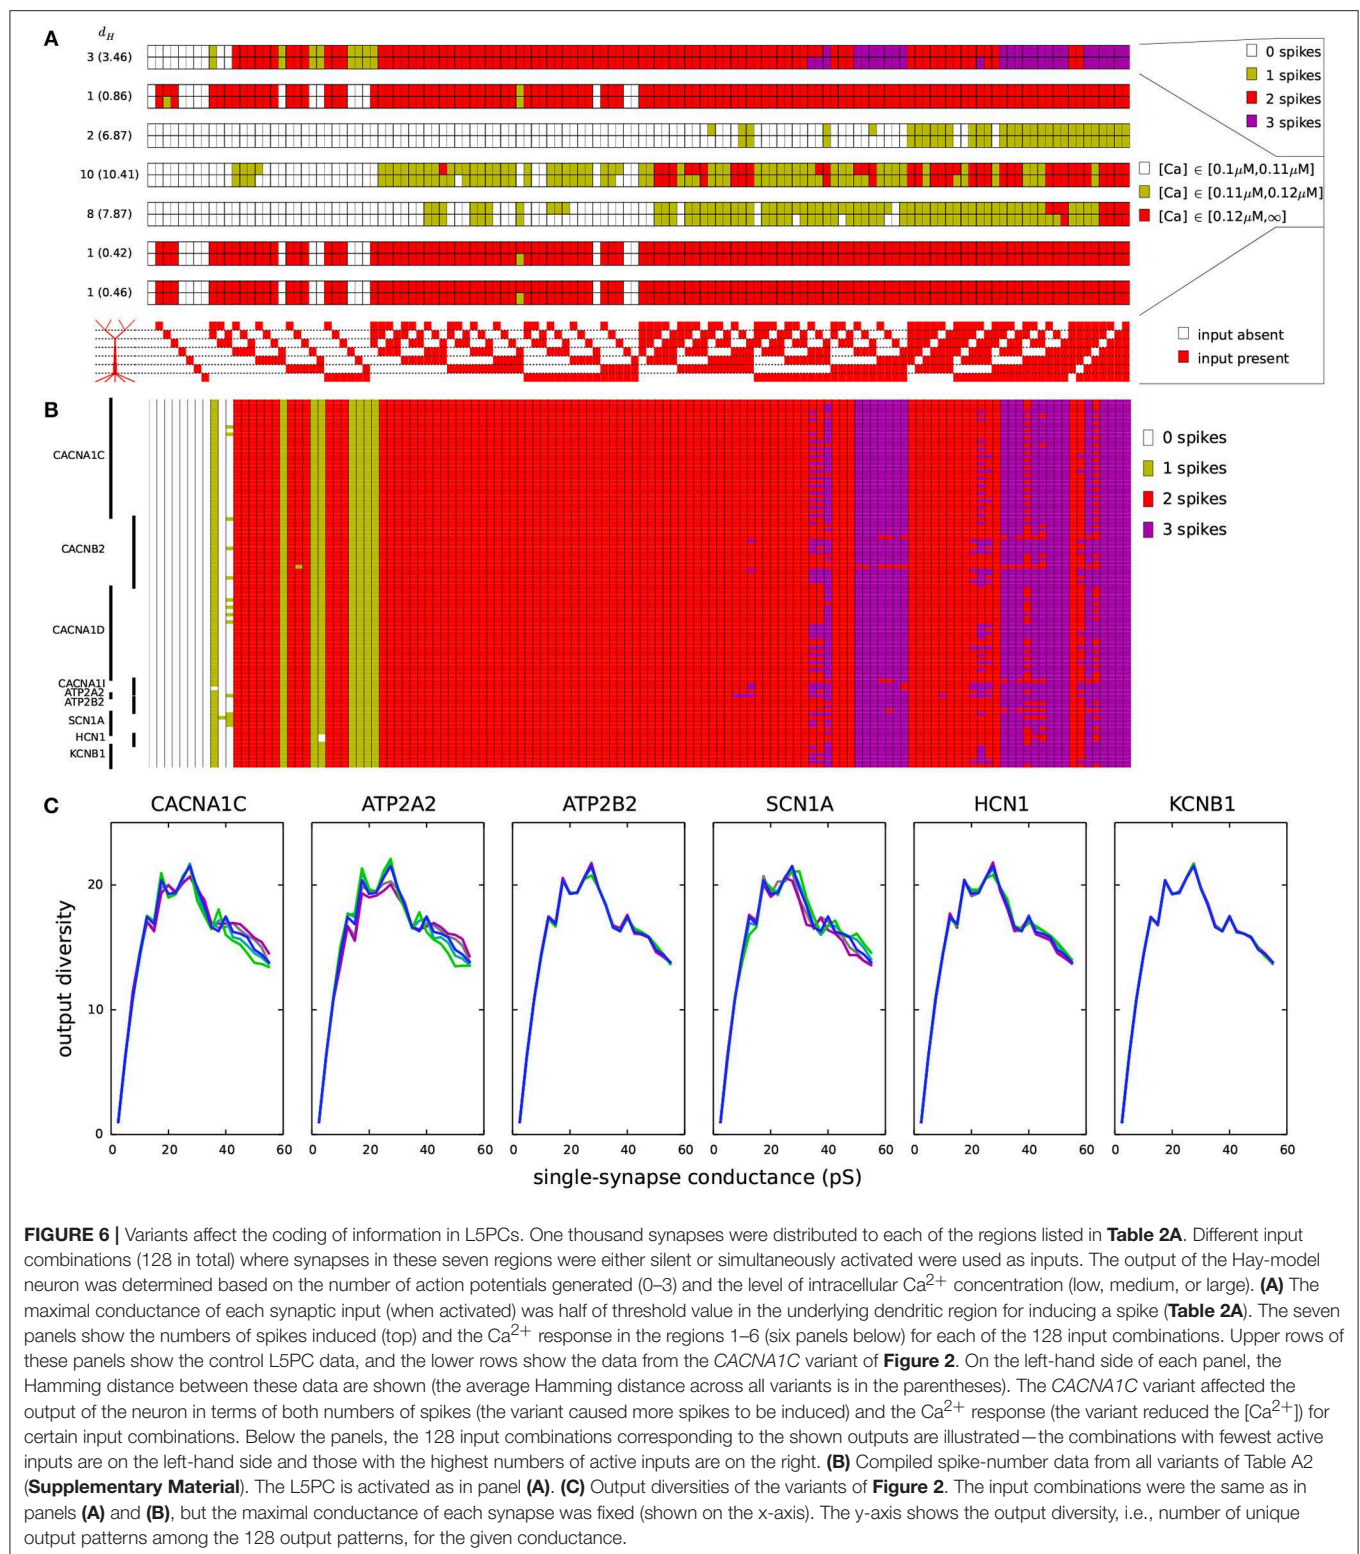 A
d_H
3 (3.46)
0 spikes
1 spikes
2 spikes
3 spikes
1 (0.86)
2 (6.87)
10 (10.41)
[Ca] ∈ [0.1μM,0.11μM]
[Ca] ∈ [0.11μM,0.12μM]
[Ca] ∈ [0.12μM,∞]
8 (7.87)
1 (0.42)
1 (0.46)
input absent
input present
B
CACNA1C
CACNB2
CACNA1D
CACNA1I
ATP2A2
ATP2B2
SCN1A
HCN1
KCNB1
0 spikes
1 spikes
2 spikes
3 spikes
C
CACNA1C ATP2A2 ATP2B2 SCN1A HCN1 KCNB1
output diversity
20
10
0
0 20 40 60 0 20 40 60 0 20 40 60 0 20 40 60 0 20 40 60 0 20 40 60
single-synapse conductance (pS)
FIGURE 6 | Variants affect the coding of information in L5PCs. One thousand synapses were distributed to each of the regions listed in Table 2A. Different input
combinations (128 in total) where synapses in these seven regions were either silent or simultaneously activated were used as inputs. The output of the Hay-model
neuron was determined based on the number of action potentials generated (0–3) and the level of intracellular Ca²⁺ concentration (low, medium, or large). (A) The
maximal conductance of each synaptic input (when activated) was half of threshold value in the underlying dendritic region for inducing a spike (Table 2A). The seven
panels show the numbers of spikes induced (top) and the Ca²⁺ response in the regions 1–6 (six panels below) for each of the 128 input combinations. Upper rows of
these panels show the control L5PC data, and the lower rows show the data from the CACNA1C variant of Figure 2. On the left-hand side of each panel, the
Hamming distance between these data are shown (the average Hamming distance across all variants is in the parentheses). The CACNA1C variant affected the
output of the neuron in terms of both numbers of spikes (the variant caused more spikes to be induced) and the Ca²⁺ response (the variant reduced the [Ca²⁺]) for
certain input combinations. Below the panels, the 128 input combinations corresponding to the shown outputs are illustrated—the combinations with fewest active
inputs are on the left-hand side and those with the highest numbers of active inputs are on the right. (B) Compiled spike-number data from all variants of Table A2
(Supplementary Material). The L5PC is activated as in panel (A). (C) Output diversities of the variants of Figure 2. The input combinations were the same as in
panels (A) and (B), but the maximal conductance of each synapse was fixed (shown on the x-axis). The y-axis shows the output diversity, i.e., number of unique
output patterns among the 128 output patterns, for the given conductance.